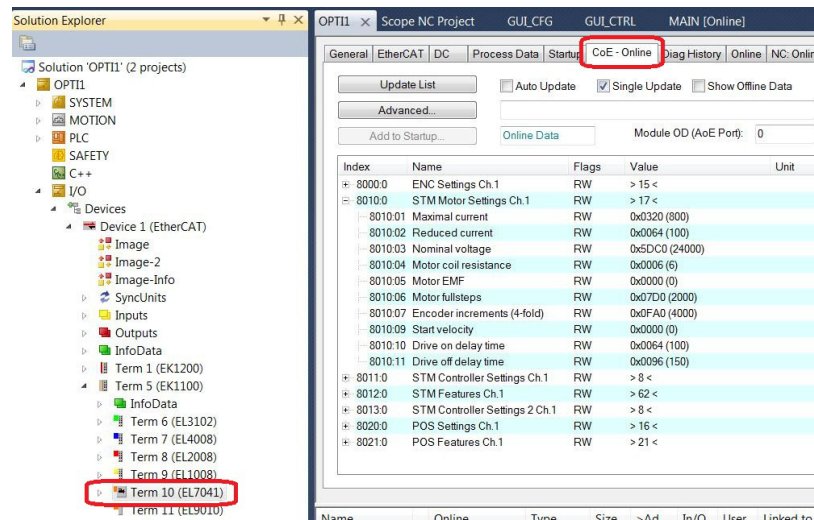 Solution Explorer
OPTI1 × Scope NC Project GUI_CFG GUI_CTRL MAIN [Online]
General EtherCAT DC Process Data Startup CoE - Online Diag History Online
Update List Auto Update Single Update Show Offline Data
Advanced...
Add to Startup... Online Data Module OD (AoE Port): 0
Solution 'OPTI1' (2 projects)
OPTI1
SYSTEM
MOTION
PLC
SAFETY
C++
I/O
Devices
Device 1 (EtherCAT)
Image
Image-2
Image-Info
SyncUnits
Inputs
Outputs
InfoData
Term 1 (EK1200)
Term 5 (EK1100)
InfoData
Term 6 (EL3102)
Term 7 (EL4008)
Term 8 (EL2008)
Term 9 (EL1008)
Term 10 (EL7041)
Term 11 (EL9010)
Index Name Flags Value Unit
8000:0 ENC Settings Ch.1 RW > 15 <
8010:0 STM Motor Settings Ch.1 RW > 17 <
8010:01 Maximal current RW 0x0320 (800)
8010:02 Reduced current RW 0x0064 (100)
8010:03 Nominal voltage RW 0x5DC0 (24000)
8010:04 Motor coil resistance RW 0x0006 (6)
8010:05 Motor EMF RW 0x0000 (0)
8010:06 Motor fullsteps RW 0x07D0 (2000)
8010:07 Encoder increments (4-fold) RW 0x0FA0 (4000)
8010:09 Start velocity RW 0x0000 (0)
8010:10 Drive on delay time RW 0x0064 (100)
8010:11 Drive off delay time RW 0x0096 (150)
8011:0 STM Controller Settings Ch.1 RW > 8 <
8012:0 STM Features Ch.1 RW > 62 <
8013:0 STM Controller Settings 2 Ch.1 RW > 8 <
8020:0 POS Settings Ch.1 RW > 16 <
8021:0 POS Features Ch.1 RW > 21 <
Name Online Type Size >Ad In/O User Linked to